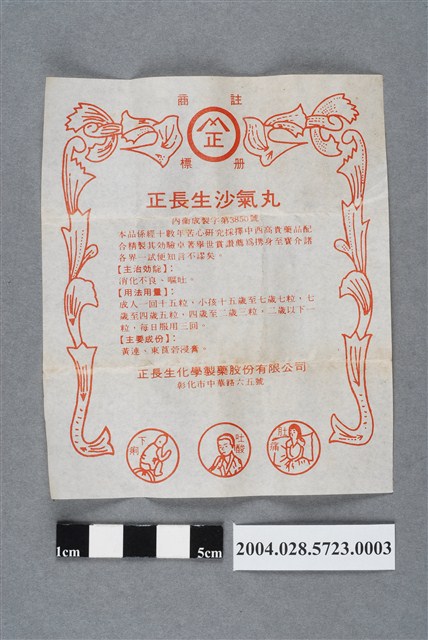 註商
正
冊標
正長生沙氣丸
內衛成製字第3850號
本品係經十數年苦心研究採擇中西高貴藥品配
合精製其効驗卓著舉世賞讚應爲携身至寶介諸
各界一試便知言不謬矣。
【主治効能】：
消化不良、嘔吐。
【用法用量】：
成人一回十五粒，小孩十五歲至七歲七粒，七
歲至四歲五粒，四歲至二歲三粒，二歲以下一
粒，每日服用三回。
【主要成份】：
黃連、東莨菪浸膏。
正長生化學製藥股份有限公司
彰化市中華路六五號
下痢
吐酸
肚痛
1cm
5cm
2004.028.5723.0003